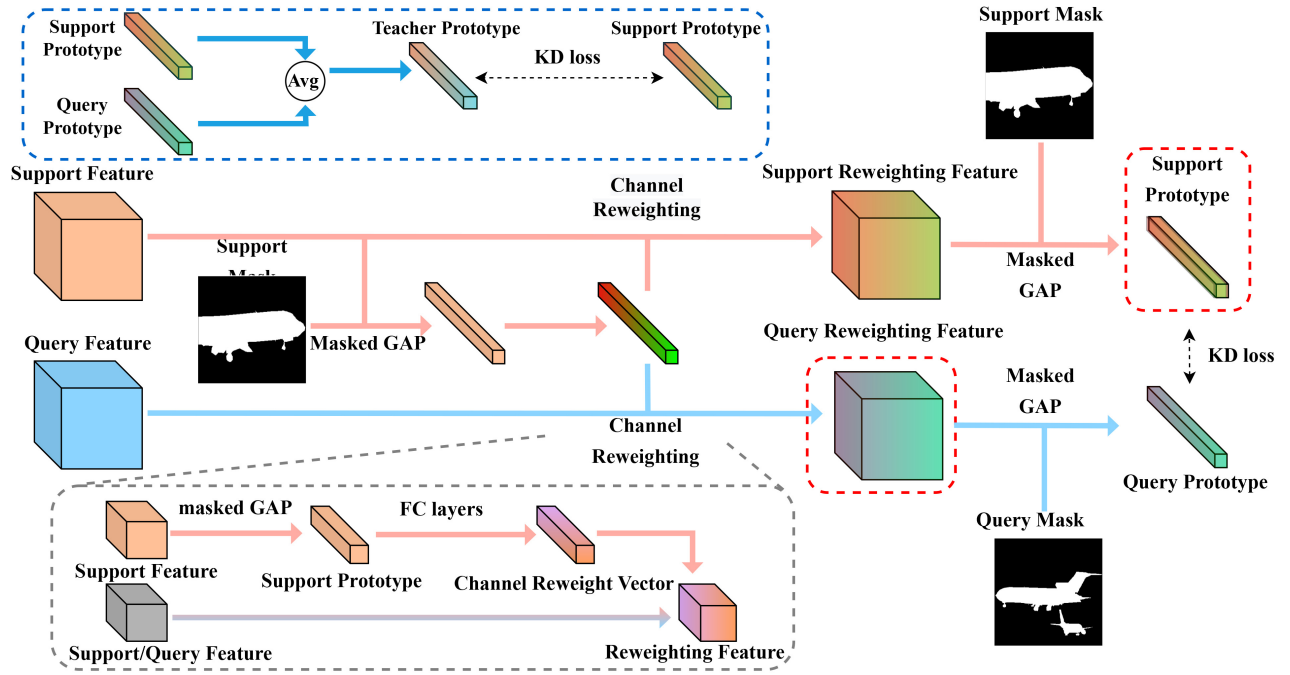 Support
Prototype
Query
Prototype
Avg
Teacher Prototype
KD loss
Support Prototype
Support Mask
Support Feature
Channel
Reweighting
Support Reweighting Feature
Support
Prototype
Support
Mask
Masked GAP
Masked
GAP
Query Feature
Query Reweighting Feature
KD loss
Masked
GAP
Channel
Reweighting
Query Prototype
Query Mask
masked GAP
FC layers
Support Feature
Support Prototype
Channel Reweight Vector
Support/Query Feature
Reweighting Feature